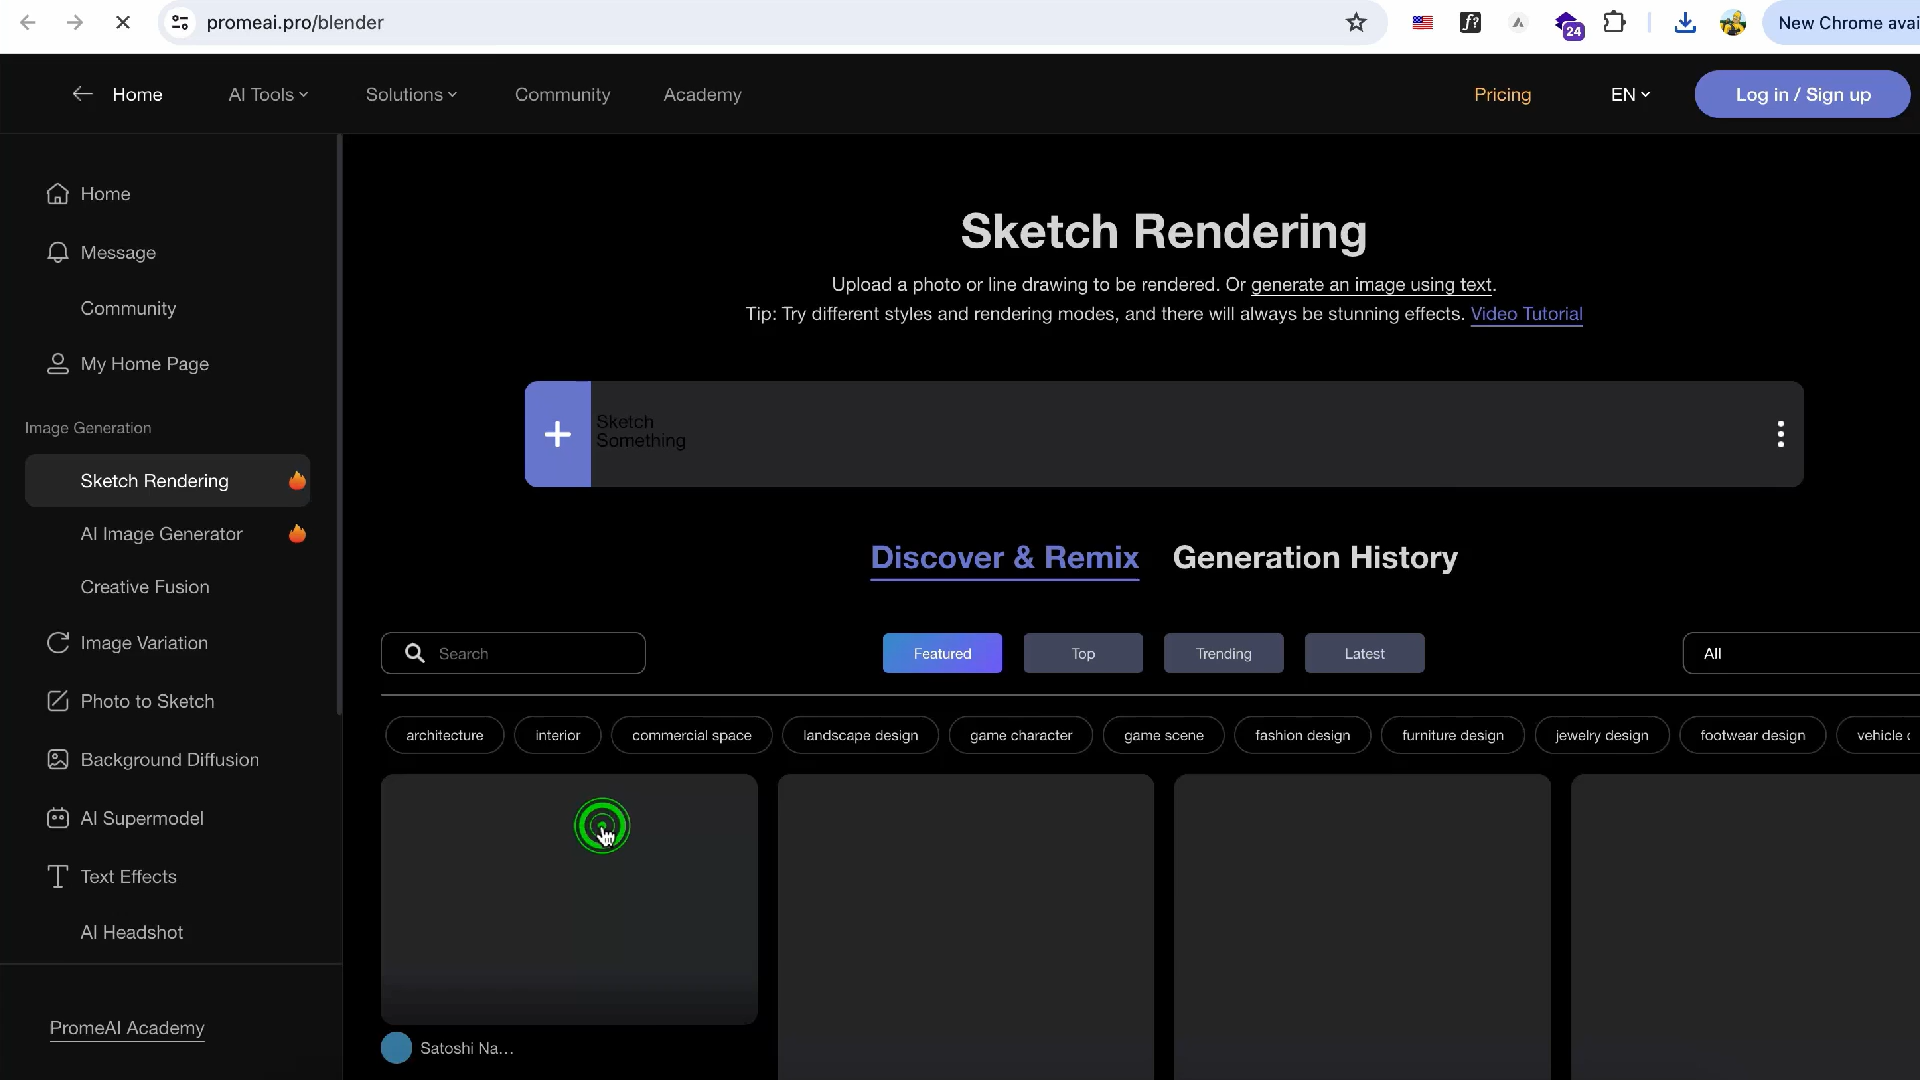 promeai.pro/blender
24
New Chrome avai
Home
AI Tools
Solutions
Community
Academy
Pricing
EN
Log in / Sign up
Home
Message
Community
My Home Page
Image Generation
Sketch Rendering
AI Image Generator
Creative Fusion
Image Variation
Photo to Sketch
Background Diffusion
AI Supermodel
Text Effects
AI Headshot
PromeAI Academy
Sketch Rendering
Upload a photo or line drawing to be rendered. Or generate an image using text.
Tip: Try different styles and rendering modes, and there will always be stunning effects. Video Tutorial
Sketch
Something
Discover & Remix
Generation History
Search
Featured
Top
Trending
Latest
All
architecture
interior
commercial space
landscape design
game character
game scene
fashion design
furniture design
jewelry design
footwear design
vehicle
Satoshi Na...